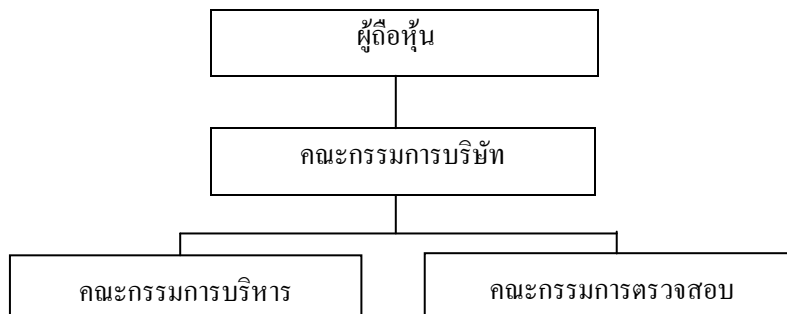 ผู้ถือหุ้น
คณะกรรมการบริษัท
คณะกรรมการบริหาร
คณะกรรมการตรวจสอบ